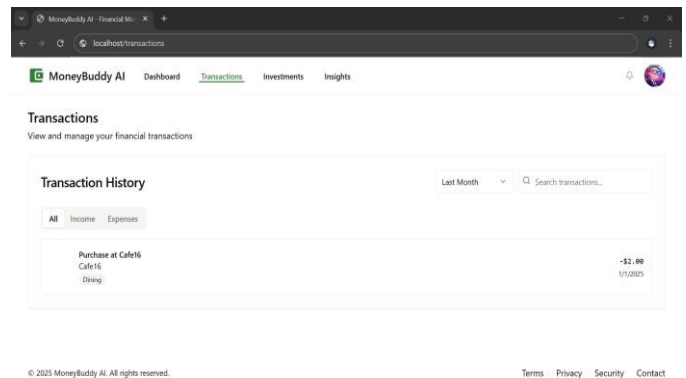 MoneyBuddy AI - Financial Ma
localhost/transactions
MoneyBuddy AI Dashboard Transactions Investments Insights
Transactions
View and manage your financial transactions
Transaction History
Last Month
Search transactions...
All Income Expenses
Purchase at Cafe16
Cafe16
Dining
-$2.00
1/1/2025
© 2025 MoneyBuddy AI. All rights reserved.
Terms Privacy Security Contact